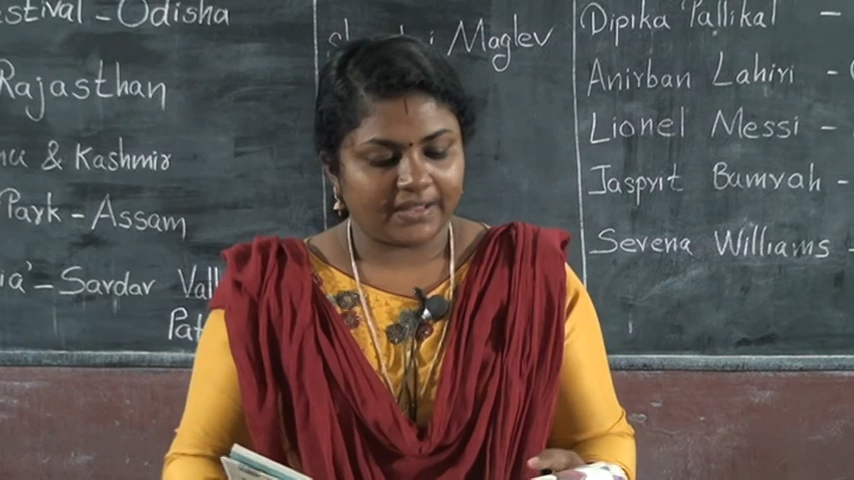 estival - Odisha
Rajasthan
mu & Kashmir
Park - Assam
ia' - Sardar Vall
Pat
Maglev
Dipika Pallikal -
Anirban Lahiri -
Lionel Messi -
Jasprit Bumrah -
Serena Williams -